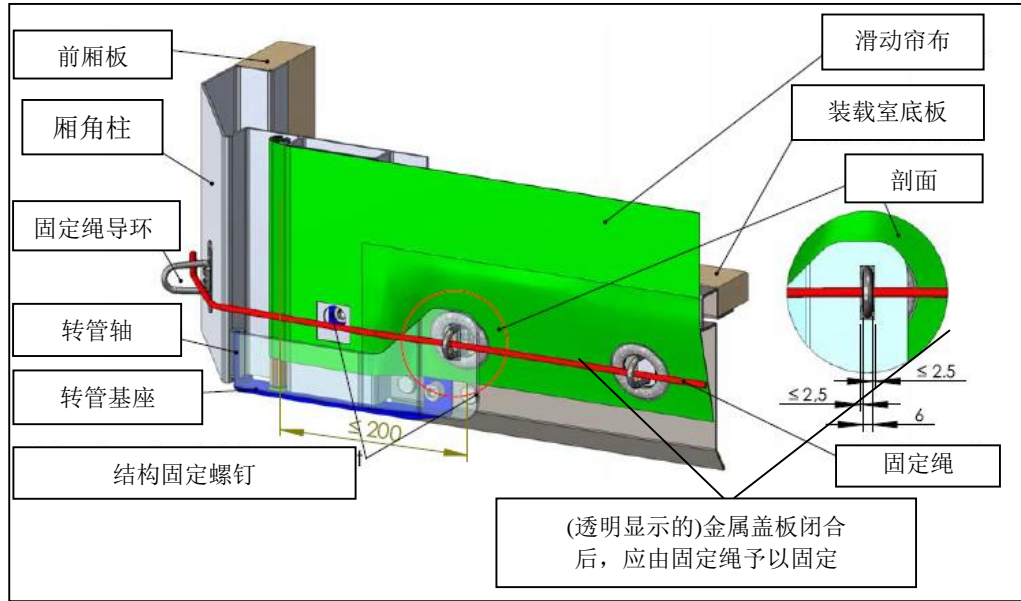 前厢板
滑动帘布
装载室底板
厢角柱
剖面
固定绳导环
转管轴
转管基座
≤ 200
≤ 2.5
≤ 2,5
6
固定绳
结构固定螺钉
t
(透明显示的)金属盖板闭合
后，应由固定绳予以固定